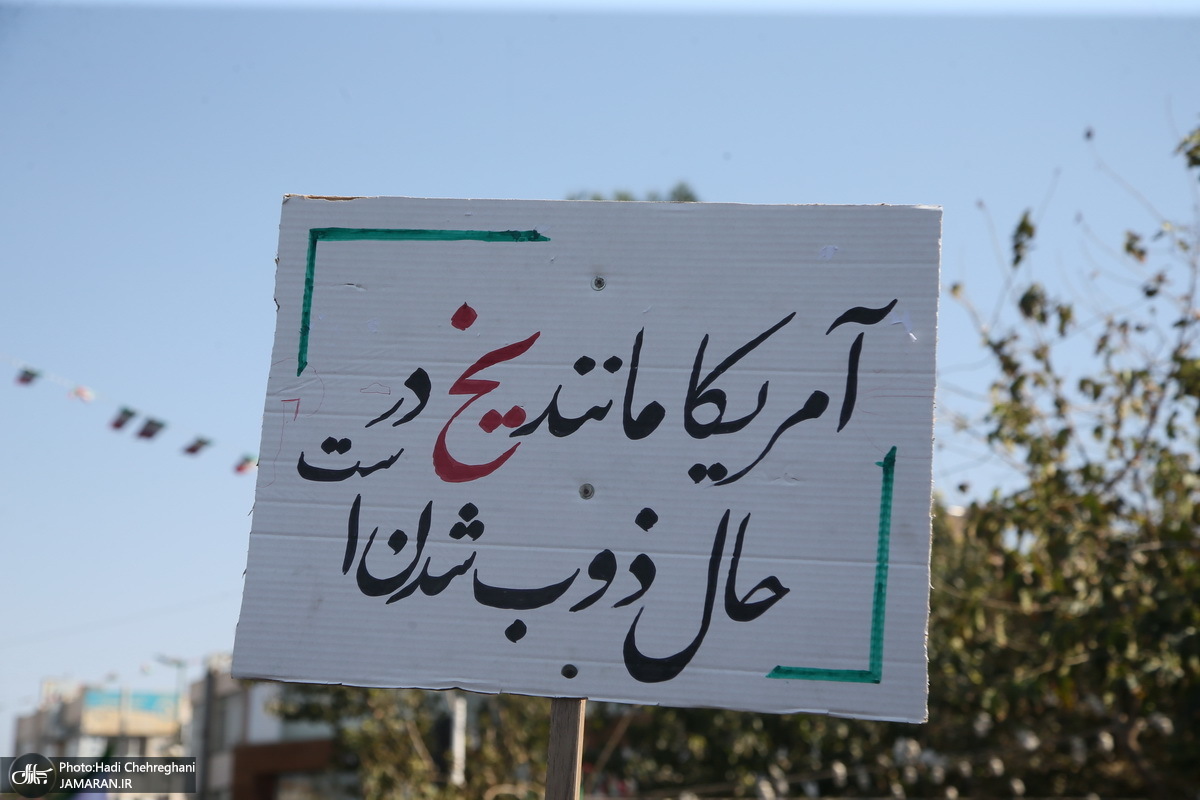 آمریکا مانند یخ در
حال ذوب شدن است
Photo:Hadi Chehreghani
JAMARAN.IR